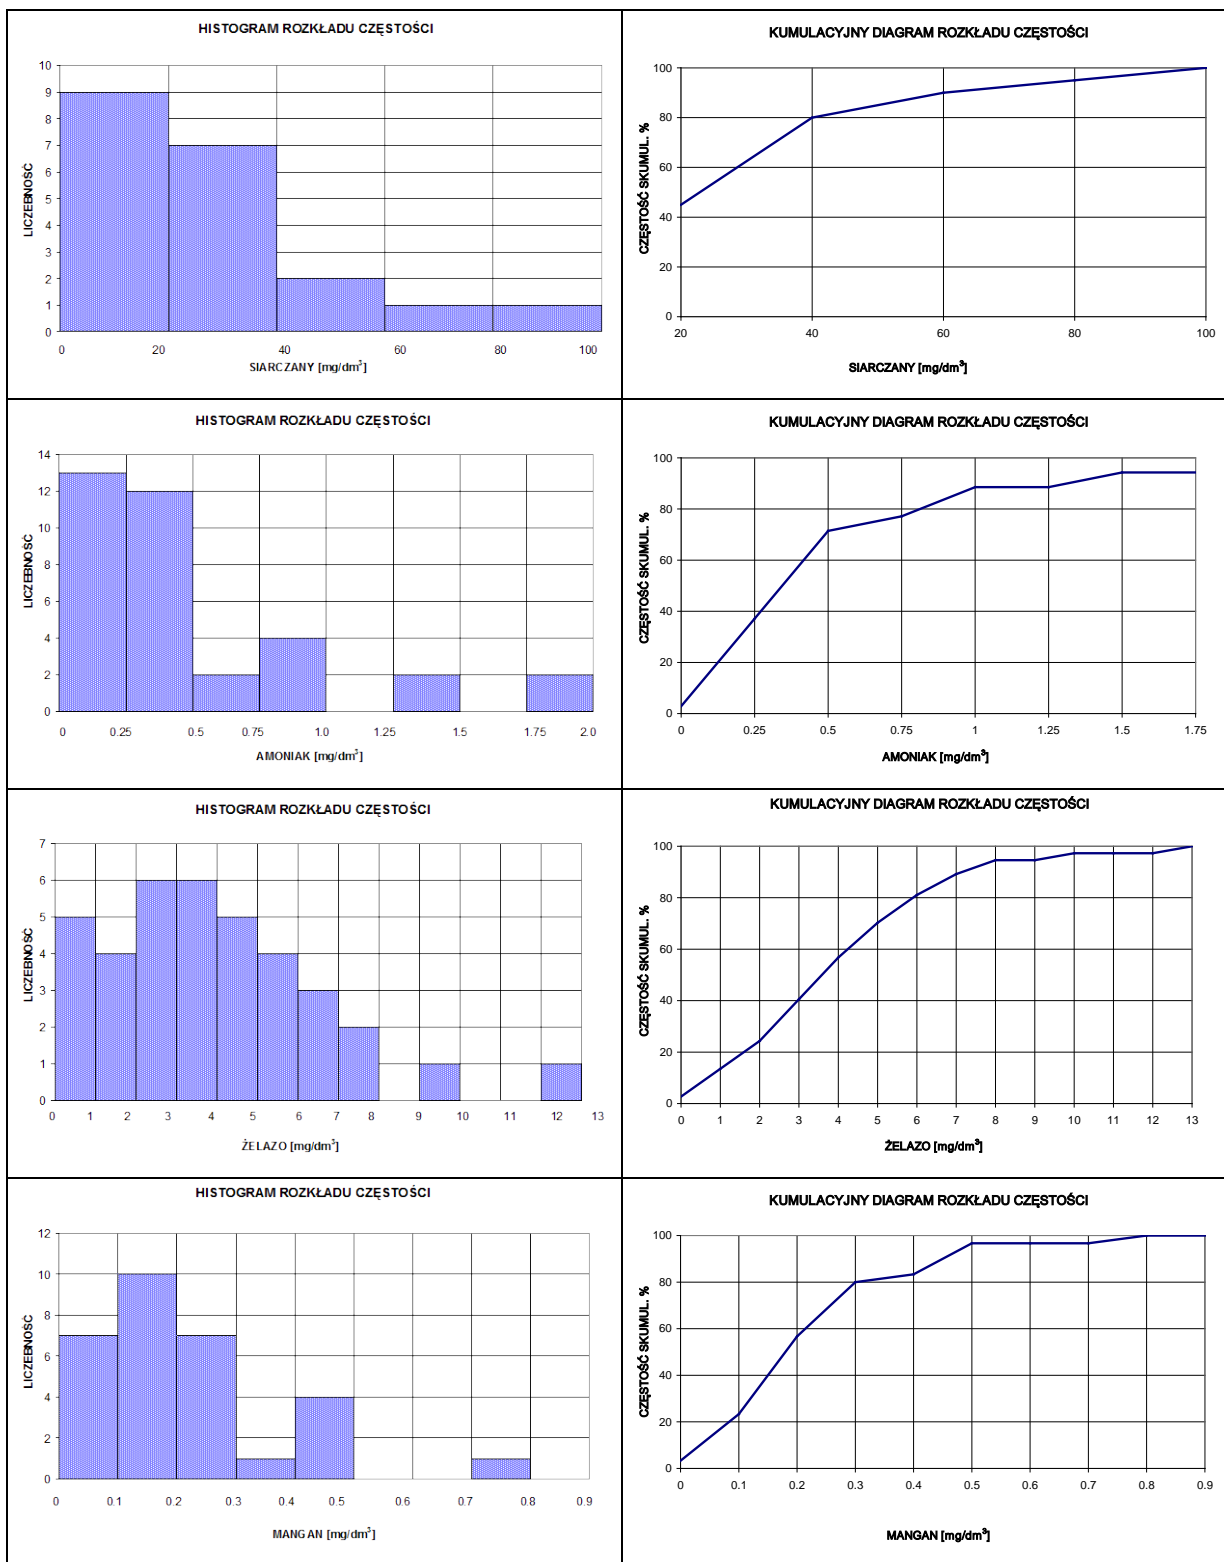 HISTOGRAM ROZKŁADU CZĘSTOŚCI
10
9
8
7
6
5
4
3
2
1
0
LICZEBNOŚĆ
0 20 40 60 80 100
SIARCZANY [mg/dm³]
KUMULACYJNY DIAGRAM ROZKŁADU CZĘSTOŚCI
100
80
60
40
20
0
CZĘSTOŚĆ SKUMUL. %
20 40 60 80 100
SIARCZANY [mg/dm³]
HISTOGRAM ROZKŁADU CZĘSTOŚCI
14
12
10
8
6
4
2
0
LICZEBNOŚĆ
0 0.25 0.5 0.75 1.0 1.25 1.5 1.75 2.0
AMONIAK [mg/dm³]
KUMULACYJNY DIAGRAM ROZKŁADU CZĘSTOŚCI
100
80
60
40
20
0
CZĘSTOŚĆ SKUMUL. %
0 0.25 0.5 0.75 1 1.25 1.5 1.75
AMONIAK [mg/dm³]
HISTOGRAM ROZKŁADU CZĘSTOŚCI
7
6
5
4
3
2
1
0
LICZEBNOŚĆ
0 1 2 3 4 5 6 7 8 9 10 11 12 13
ŻELAZO [mg/dm³]
KUMULACYJNY DIAGRAM ROZKŁADU CZĘSTOŚCI
100
80
60
40
20
0
CZĘSTOŚĆ SKUMUL. %
0 1 2 3 4 5 6 7 8 9 10 11 12 13
ŻELAZO [mg/dm³]
HISTOGRAM ROZKŁADU CZĘSTOŚCI
12
10
8
6
4
2
0
LICZEBNOŚĆ
0 0.1 0.2 0.3 0.4 0.5 0.6 0.7 0.8 0.9
MANGAN [mg/dm³]
KUMULACYJNY DIAGRAM ROZKŁADU CZĘSTOŚCI
100
80
60
40
20
0
CZĘSTOŚĆ SKUMUL. %
0 0.1 0.2 0.3 0.4 0.5 0.6 0.7 0.8 0.9
MANGAN [mg/dm³]